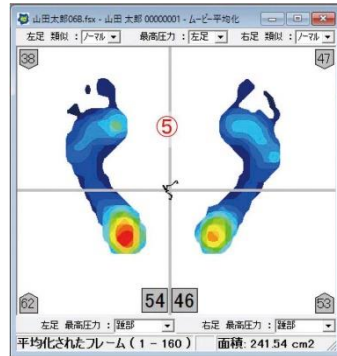 山田太郎068.fsx - 山田 太郎 00000001 - ムービー平均化
左足 類似 : ノーマル 最高圧力 : 左足 右足 類似 : ノーマル
38 47
⑤
54 46
62 53
左足 最高圧力 : 踵部 右足 最高圧力 : 踵部
平均化されたフレーム ( 1 - 160 ) 面積: 241.54 cm2